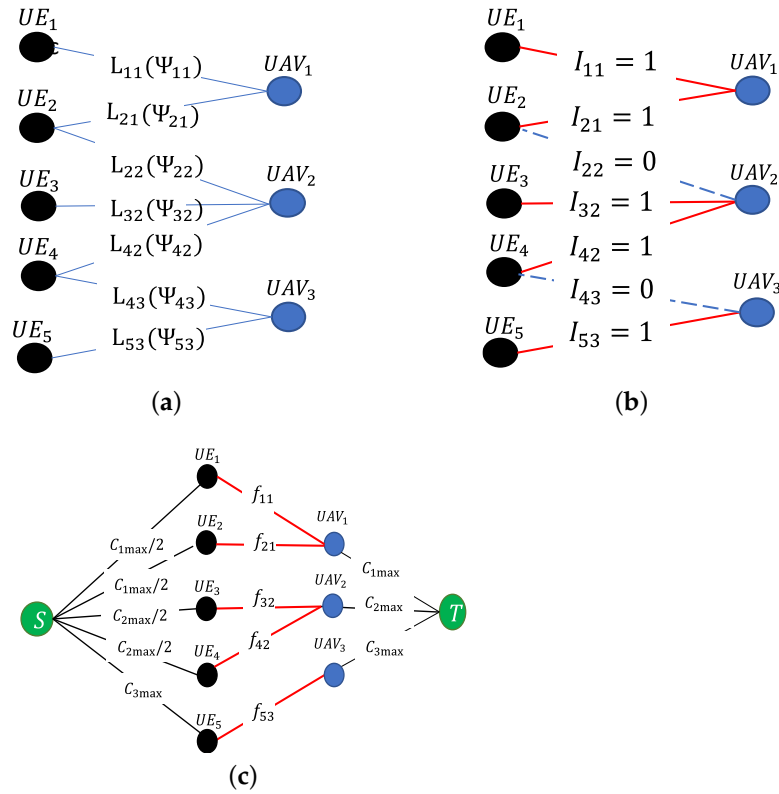 UE₁
c
L₁₁(Ψ₁₁)
UAV₁
UE₂
L₂₁(Ψ₂₁)
L₂₂(Ψ₂₂)
UE₃
UAV₂
L₃₂(Ψ₃₂)
UE₄
L₄₂(Ψ₄₂)
L₄₃(Ψ₄₃)
UAV₃
UE₅
L₅₃(Ψ₅₃)
(a)
UE₁
I₁₁ = 1
UAV₁
UE₂
I₂₁ = 1
I₂₂ = 0
UE₃
UAV₂
I₃₂ = 1
UE₄
I₄₂ = 1
I₄₃ = 0
UAV₃
UE₅
I₅₃ = 1
(b)
UE₁
f₁₁
UE₂
UAV₁
C₁max/2
f₂₁
C₁max
C₁max/2
UE₃
UAV₂
S
C₂max/2
f₃₂
C₂max
T
C₂max/2
UE₄
f₄₂
UAV₃
C₃max
C₃max
f₅₃
UE₅
(c)